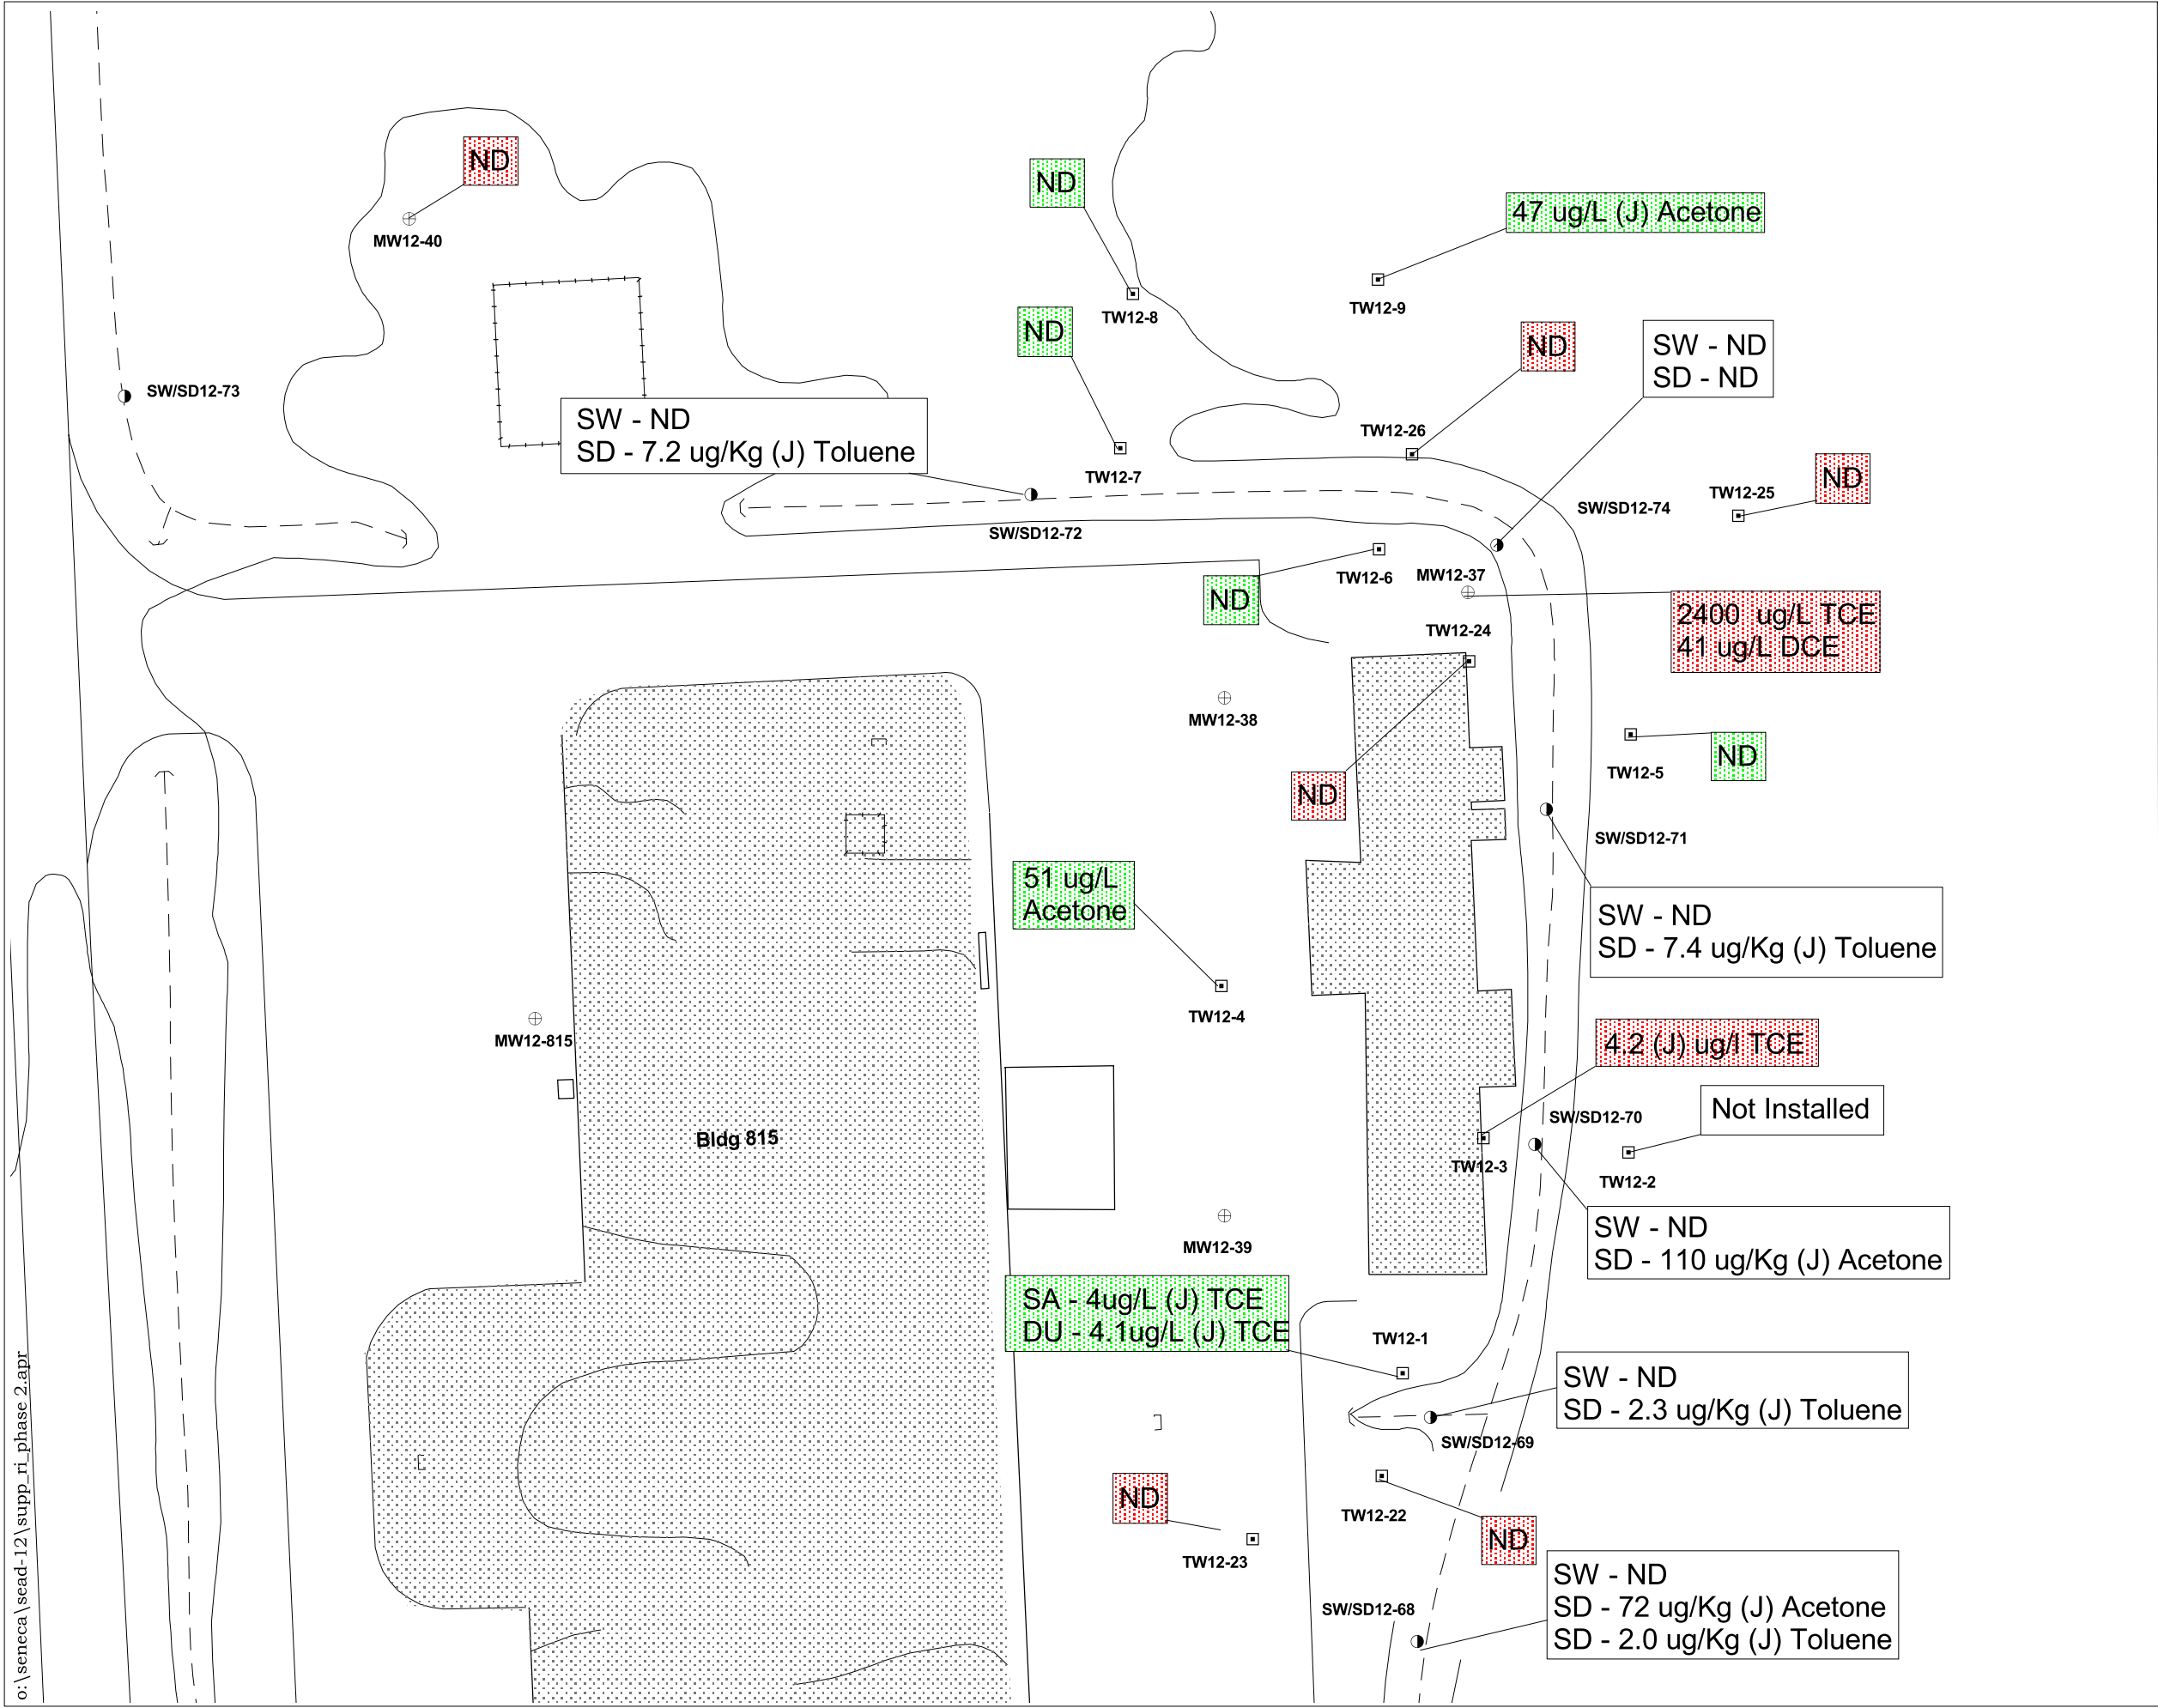 ND
MW12-40
ND
TW12-8
47 ug/L (J) Acetone
TW12-9
ND
TW12-7
ND
TW12-26
SW - ND
SD - ND
SW/SD12-73
SW - ND
SD - 7.2 ug/Kg (J) Toluene
SW/SD12-72
SW/SD12-74
TW12-25
ND
ND
TW12-6
MW12-37
2400 ug/L TCE
41 ug/L DCE
TW12-24
MW12-38
ND
TW12-5
ND
SW/SD12-71
51 ug/L
Acetone
SW - ND
SD - 7.4 ug/Kg (J) Toluene
TW12-4
MW12-815
4.2 (J) ug/l TCE
Not Installed
SW/SD12-70
Bldg 815
TW12-3
TW12-2
MW12-39
SW - ND
SD - 110 ug/Kg (J) Acetone
SA - 4ug/L (J) TCE
DU - 4.1ug/L (J) TCE
TW12-1
SW - ND
SD - 2.3 ug/Kg (J) Toluene
SW/SD12-69
ND
TW12-23
TW12-22
ND
SW/SD12-68
SW - ND
SD - 72 ug/Kg (J) Acetone
SD - 2.0 ug/Kg (J) Toluene
o:\seneca\sead-12\supp_ri_phase 2.apr